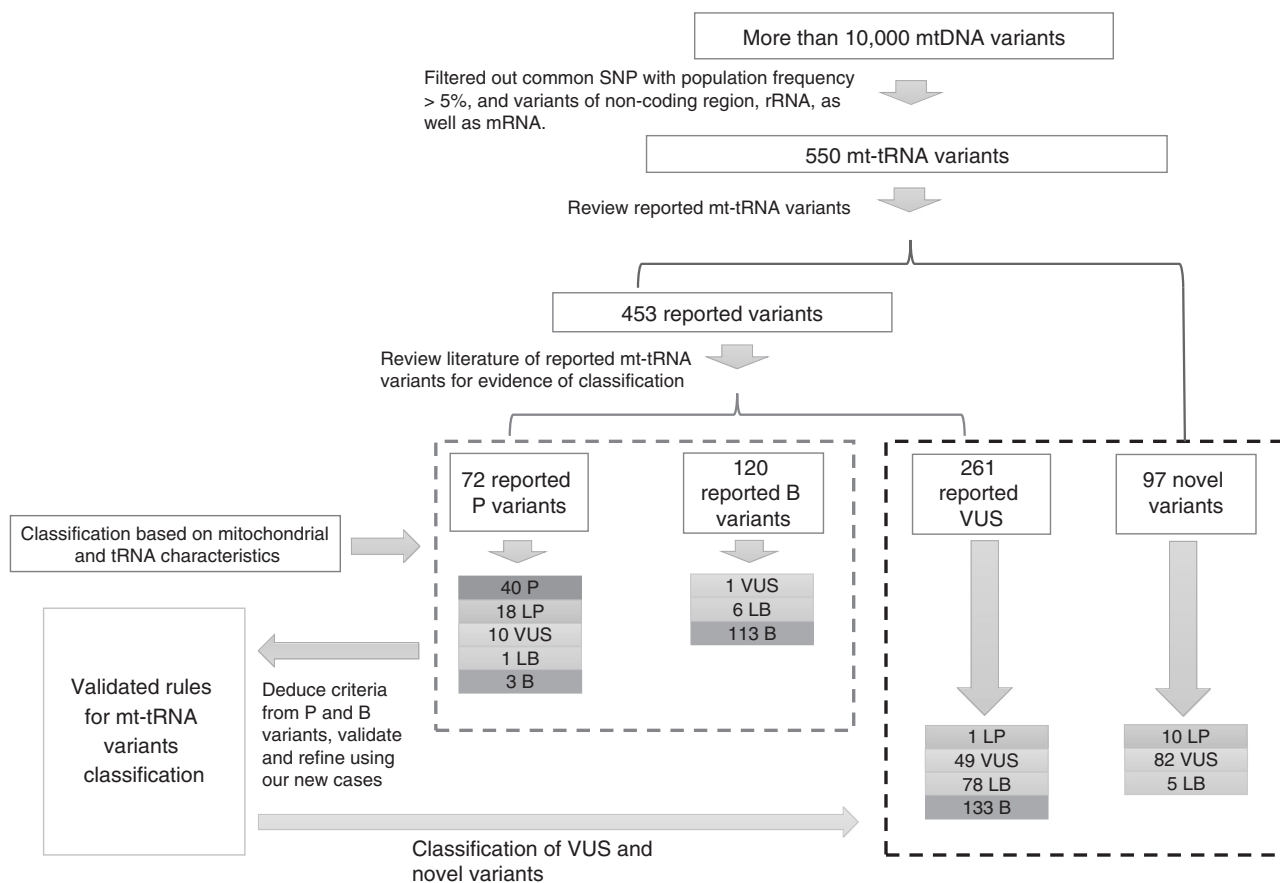 More than 10,000 mtDNA variants
Filtered out common SNP with population frequency
> 5%, and variants of non-coding region, rRNA, as
well as mRNA.
550 mt-tRNA variants
Review reported mt-tRNA variants
453 reported variants
Review literature of reported mt-tRNA
variants for evidence of classification
72 reported
P variants
120
reported B
variants
261
reported
VUS
97 novel
variants
Classification based on mitochondrial
and tRNA characteristics
40 P
18 LP
10 VUS
1 LB
3 B
1 VUS
6 LB
113 B
Validated rules
for mt-tRNA
variants
classification
Deduce criteria
from P and B
variants, validate
and refine using
our new cases
1 LP
49 VUS
78 LB
133 B
10 LP
82 VUS
5 LB
Classification of VUS and
novel variants